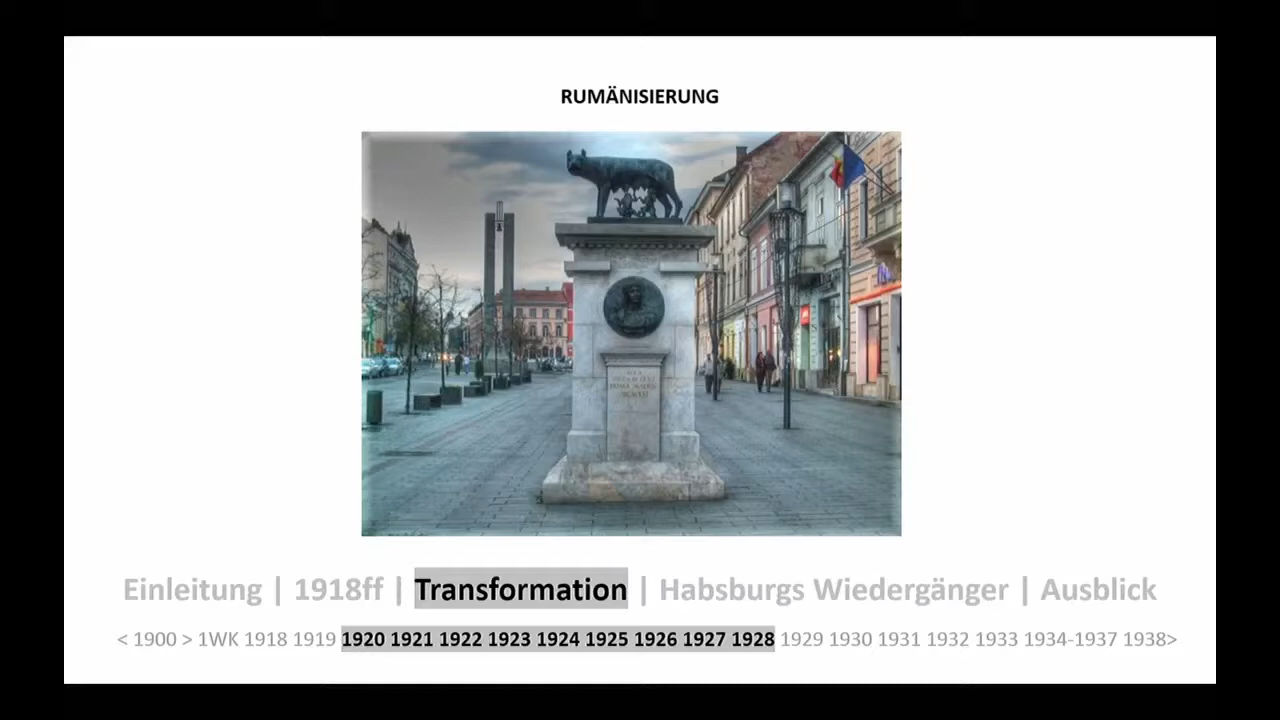 RUMÄNISIERUNG
Einleitung | 1918ff | Transformation | Habsburgs Wiedergänger | Ausblick
< 1900 > 1WK 1918 1919 1920 1921 1922 1923 1924 1925 1926 1927 1928 1929 1930 1931 1932 1933 1934-1937 1938>